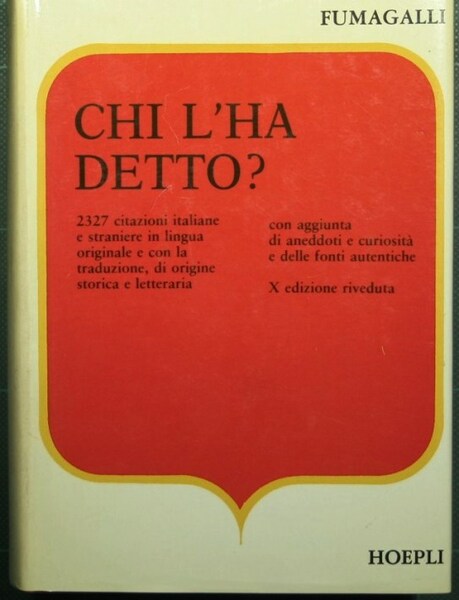 FUMAGALLI
CHI L'HA
DETTO?
2327 citazioni italiane
e straniere in lingua
originale e con la
traduzione, di origine
storica e letteraria
con aggiunta
di aneddoti e curiosità
e delle fonti autentiche
X edizione riveduta
HOEPLI